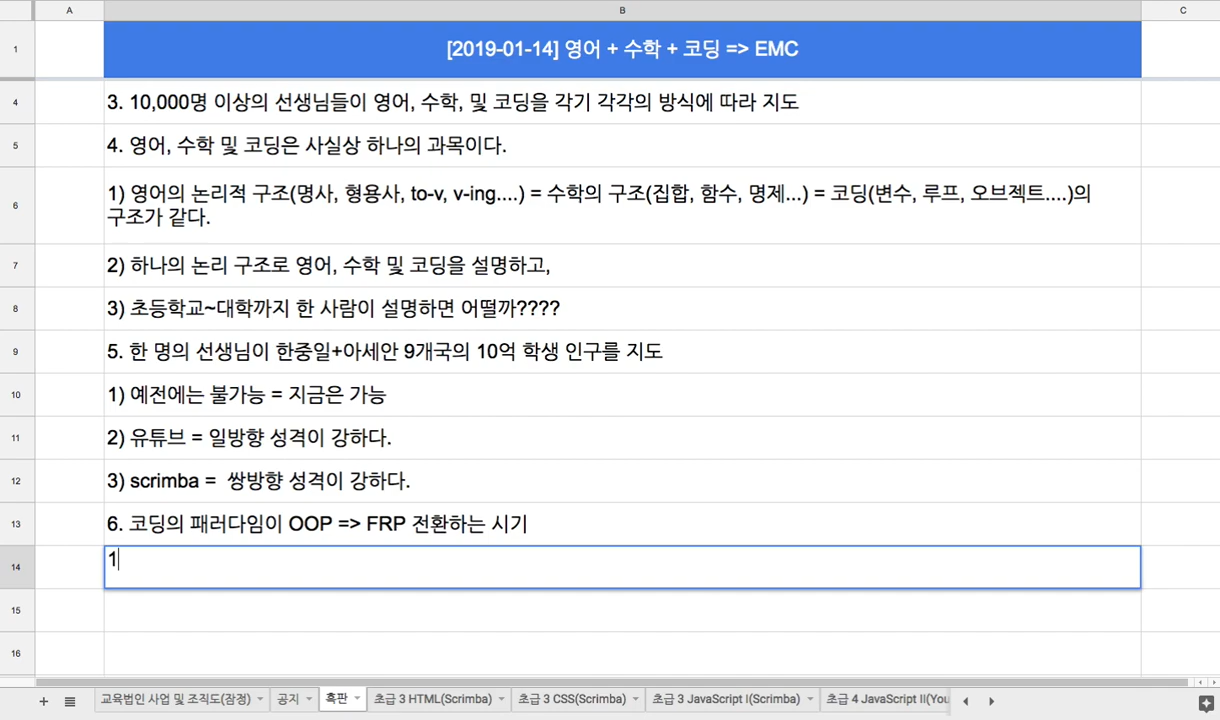 A B C
1 [2019-01-14] 영어 + 수학 + 코딩 => EMC
4 3. 10,000명 이상의 선생님들이 영어, 수학, 및 코딩을 각기 각각의 방식에 따라 지도
5 4. 영어, 수학 및 코딩은 사실상 하나의 과목이다.
6 1) 영어의 논리적 구조(명사, 형용사, to-v, v-ing....) = 수학의 구조(집합, 함수, 명제...) = 코딩(변수, 루프, 오브젝트....)의
구조가 같다.
7 2) 하나의 논리 구조로 영어, 수학 및 코딩을 설명하고,
8 3) 초등학교~대학까지 한 사람이 설명하면 어떨까????
9 5. 한 명의 선생님이 한중일+아세안 9개국의 10억 학생 인구를 지도
10 1) 예전에는 불가능 = 지금은 가능
11 2) 유튜브 = 일방향 성격이 강하다.
12 3) scrimba = 쌍방향 성격이 강하다.
13 6. 코딩의 패러다임이 OOP => FRP 전환하는 시기
14 1
15
16
교육법인 사업 및 조직도(잠정) 공지 흑판 초급 3 HTML(Scrimba) 초급 3 CSS(Scrimba) 초급 3 JavaScript I(Scrimba) 초급 4 JavaScript II(You